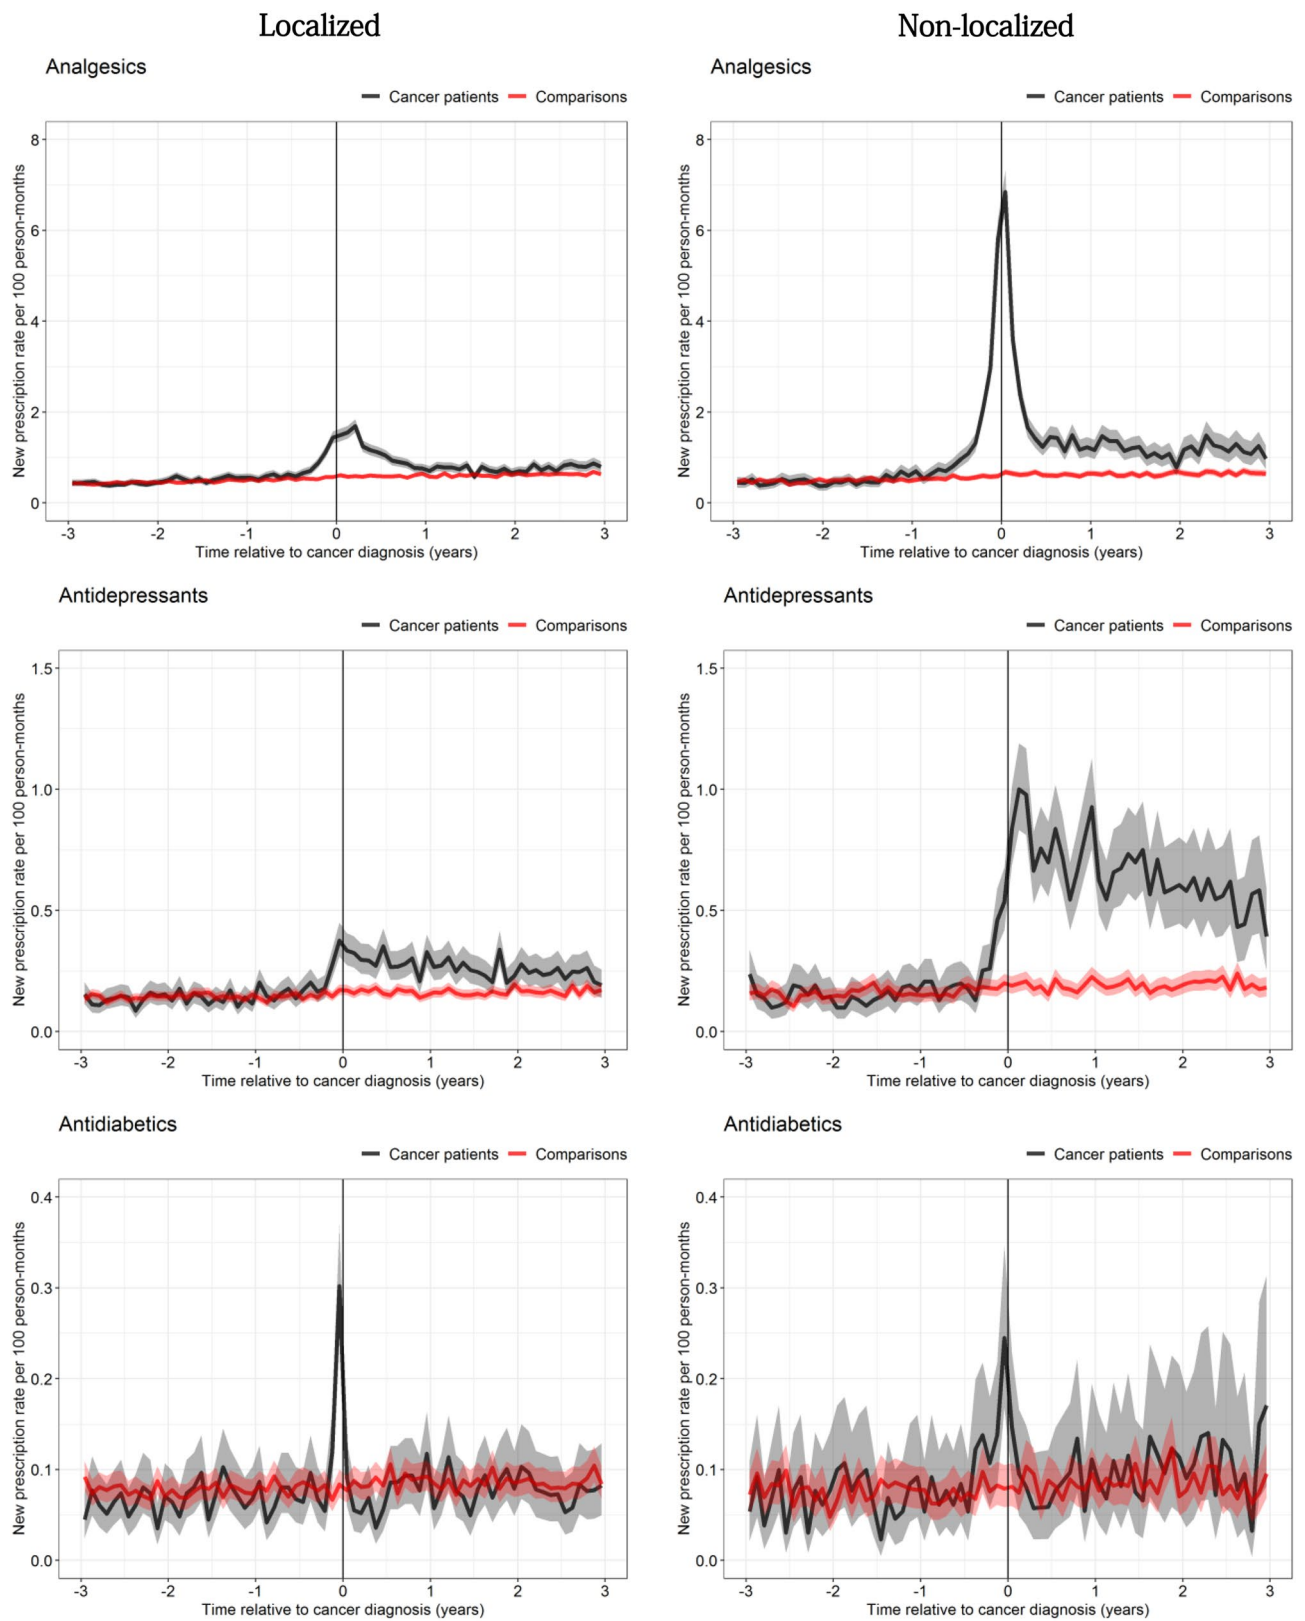 Localized
Non-localized
Analgesics
Analgesics
Cancer patients Comparisons
Cancer patients Comparisons
New prescription rate per 100 person-months
8
6
4
2
0
-3 -2 -1 0 1 2 3
Time relative to cancer diagnosis (years)
New prescription rate per 100 person-months
8
6
4
2
0
-3 -2 -1 0 1 2 3
Time relative to cancer diagnosis (years)
Antidepressants
Antidepressants
Cancer patients Comparisons
Cancer patients Comparisons
New prescription rate per 100 person-months
1.5
1.0
0.5
0.0
-3 -2 -1 0 1 2 3
Time relative to cancer diagnosis (years)
New prescription rate per 100 person-months
1.5
1.0
0.5
0.0
-3 -2 -1 0 1 2 3
Time relative to cancer diagnosis (years)
Antidiabetics
Antidiabetics
Cancer patients Comparisons
Cancer patients Comparisons
New prescription rate per 100 person-months
0.4
0.3
0.2
0.1
0.0
-3 -2 -1 0 1 2 3
Time relative to cancer diagnosis (years)
New prescription rate per 100 person-months
0.4
0.3
0.2
0.1
0.0
-3 -2 -1 0 1 2 3
Time relative to cancer diagnosis (years)